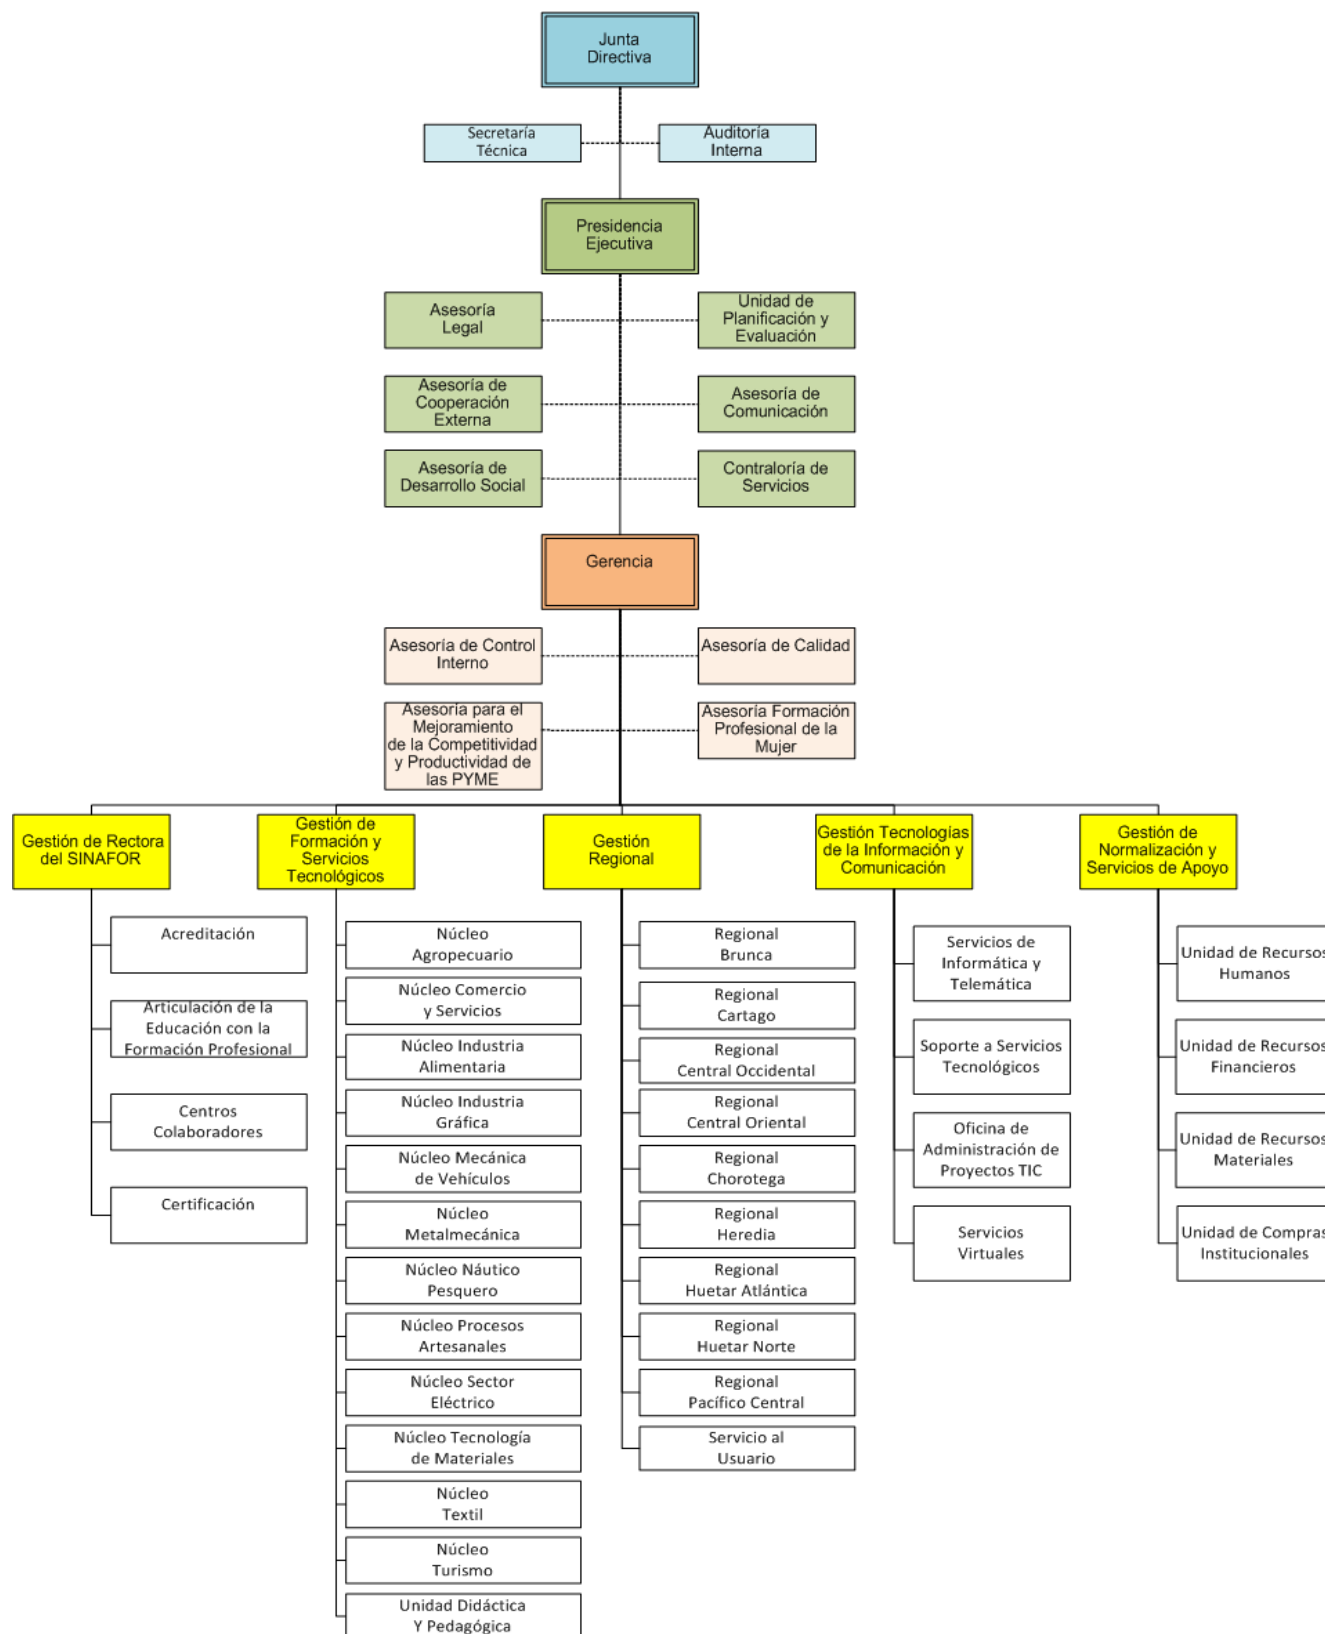 Junta
Directiva
Secretaría
Técnica
Auditoría
Interna
Presidencia
Ejecutiva
Asesoría
Legal
Unidad de
Planificación y
Evaluación
Asesoría de
Cooperación
Externa
Asesoría de
Comunicación
Asesoría de
Desarrollo Social
Contraloría de
Servicios
Gerencia
Asesoría de Control
Interno
Asesoría de Calidad
Asesoría para el
Mejoramiento
de la Competitividad
y Productividad de
las PYME
Asesoría Formación
Profesional de la
Mujer
Gestión de Rectora
del SINAFOR
Gestión de
Formación y
Servicios
Tecnológicos
Gestión
Regional
Gestión Tecnologías
de la Información y
Comunicación
Gestión de
Normalización y
Servicios de Apoyo
Acreditación
Articulación de la
Educación con la
Formación Profesional
Centros
Colaboradores
Certificación
Núcleo
Agropecuario
Núcleo Comercio
y Servicios
Núcleo Industria
Alimentaria
Núcleo Industria
Gráfica
Núcleo Mecánica
de Vehículos
Núcleo
Metalmecánica
Núcleo Náutico
Pesquero
Núcleo Procesos
Artesanales
Núcleo Sector
Eléctrico
Núcleo Tecnología
de Materiales
Núcleo
Textil
Núcleo
Turismo
Unidad Didáctica
Y Pedagógica
Regional
Brunca
Regional
Cartago
Regional
Central Occidental
Regional
Central Oriental
Regional
Chorotega
Regional
Heredia
Regional
Huetar Atlántica
Regional
Huetar Norte
Regional
Pacífico Central
Servicio al
Usuario
Servicios de
Informática y
Telemática
Soporte a Servicios
Tecnológicos
Oficina de
Administración de
Proyectos TIC
Servicios
Virtuales
Unidad de Recursos
Humanos
Unidad de Recursos
Financieros
Unidad de Recursos
Materiales
Unidad de Compras
Institucionales